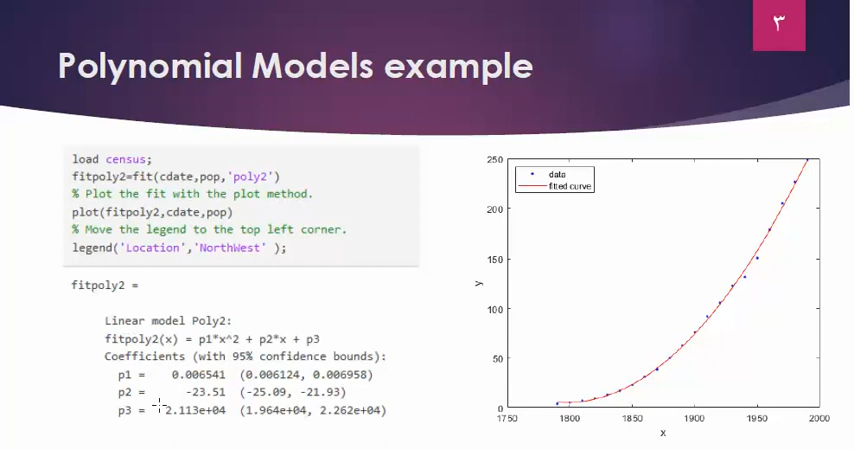 ٣
Polynomial Models example
load census;
fitpoly2=fit(cdate,pop,'poly2')
% Plot the fit with the plot method.
plot(fitpoly2,cdate,pop)
% Move the legend to the top left corner.
legend('Location','NorthWest' );
fitpoly2 =
Linear model Poly2:
fitpoly2(x) = p1*x^2 + p2*x + p3
Coefficients (with 95% confidence bounds):
p1 = 0.006541 (0.006124, 0.006958)
p2 = -23.51 (-25.09, -21.93)
p3 = 2.113e+04 (1.964e+04, 2.262e+04)
data
fitted curve
250
200
150
100
50
0
y
1750 1800 1850 1900 1950 2000
x